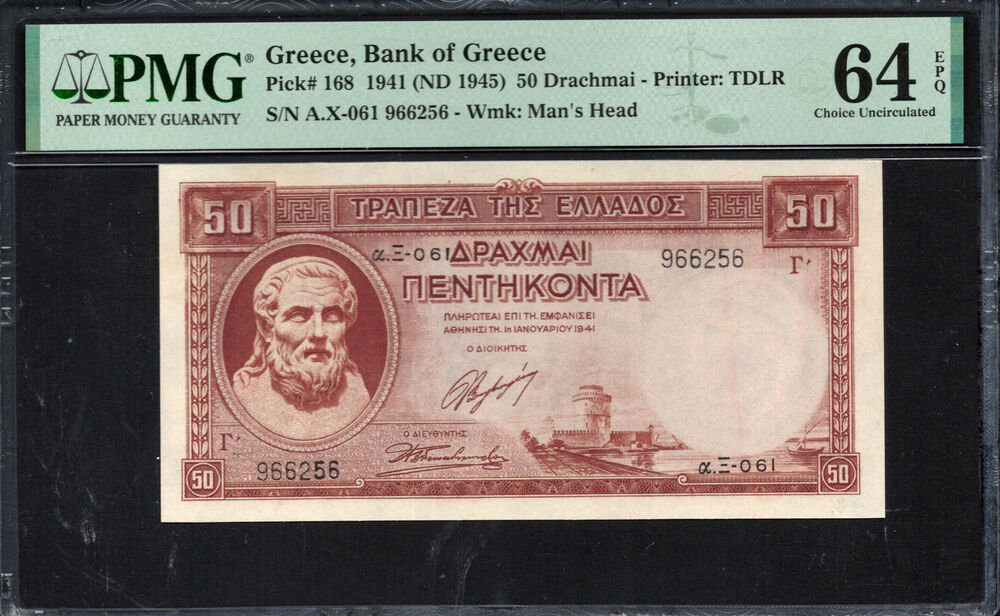 PMG®
PAPER MONEY GUARANTY
Greece, Bank of Greece
Pick# 168 1941 (ND 1945) 50 Drachmai - Printer: TDLR
S/N A.X-061 966256 - Wmk: Man's Head
64 EPQ
Choice Uncirculated
50 ΤΡΑΠΕΖΑ ΤΗΣ ΕΛΛΑΔΟΣ 50
α.Ξ-061 ΔΡΑΧΜΑΙ 966256 Γ′
ΠΕΝΤΗΚΟΝΤΑ
ΠΛΗΡΩΤΕΑΙ ΕΠΙ ΤΗ. ΕΜΦΑΝΙΣΕΙ
ΑΘΗΝΗΣΙ ΤΗ. 1η ΙΑΝΟΥΑΡΙΟΥ 1941
Ο ΔΙΟΙΚΗΤΗΣ
Ο ΔΙΕΥΘΥΝΤΗΣ
Γ′
966256 α.Ξ-061
50 50